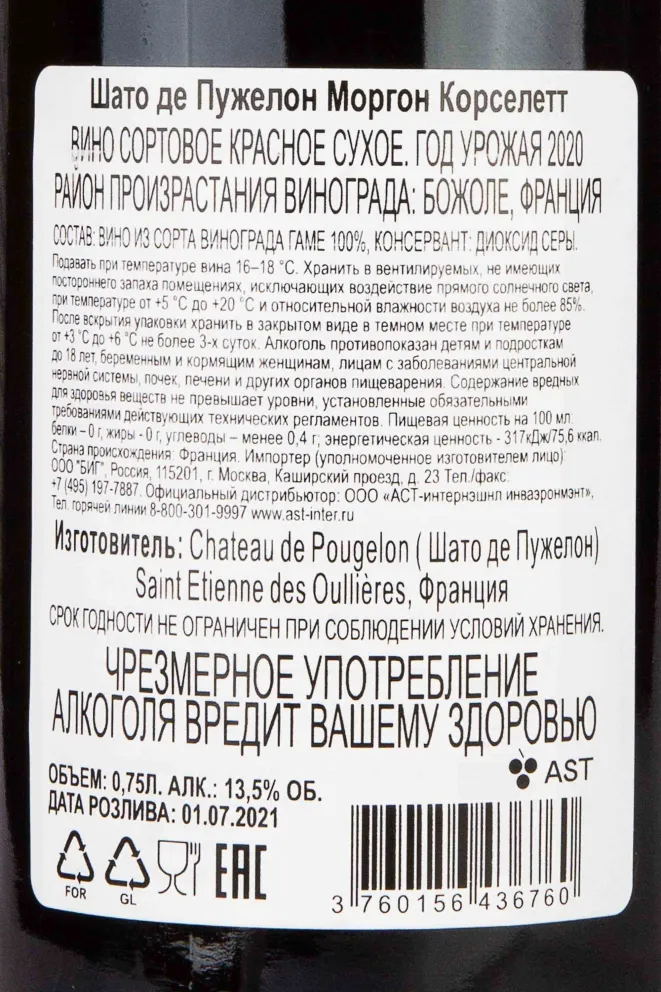 Шато де Пужелон Моргон Корселетт
ВИНО СОРТОВОЕ КРАСНОЕ СУХОЕ. ГОД УРОЖАЯ 2020
РАЙОН ПРОИЗРАСТАНИЯ ВИНОГРАДА: БОЖОЛЕ, ФРАНЦИЯ
СОСТАВ: ВИНО ИЗ СОРТА ВИНОГРАДА ГАМЕ 100%, КОНСЕРВАНТ: ДИОКСИД СЕРЫ.
Подавать при температуре вина 16–18 °C. Хранить в вентилируемых, не имеющих
постороннего запаха помещениях, исключающих воздействие прямого солнечного света,
при температуре от +5 °C до +20 °C и относительной влажности воздуха не более 85%.
После вскрытия упаковки хранить в закрытом виде в темном месте при температуре
от +3 °C до +6 °C не более 3-х суток. Алкоголь противопоказан детям и подросткам
до 18 лет, беременным и кормящим женщинам, лицам с заболеваниями центральной
нервной системы, почек, печени и других органов пищеварения. Содержание вредных
для здоровья веществ не превышает уровни, установленные обязательными
требованиями действующих технических регламентов. Пищевая ценность на 100 мл:
белки – 0 г, жиры - 0 г, углеводы – менее 0,4 г; энергетическая ценность - 317кДж/75,6 ккал.
Страна происхождения: Франция. Импортер (уполномоченное изготовителем лицо):
ООО "БИГ", Россия, 115201, г. Москва, Каширский проезд, д. 23 Тел./факс:
+7 (495) 197-7887. Официальный дистрибьютор: ООО «АСТ-интернэшнл инваэронмэнт»,
Тел. горячей линии 8-800-301-9997 www.ast-inter.ru
Изготовитель: Chateau de Pougelon ( Шато де Пужелон)
Saint Etienne des Oullières, Франция
СРОК ГОДНОСТИ НЕ ОГРАНИЧЕН ПРИ СОБЛЮДЕНИИ УСЛОВИЙ ХРАНЕНИЯ.
ЧРЕЗМЕРНОЕ УПОТРЕБЛЕНИЕ
АЛКОГОЛЯ ВРЕДИТ ВАШЕМУ ЗДОРОВЬЮ
ОБЪЕМ: 0,75Л. АЛК.: 13,5% ОБ.
ДАТА РОЗЛИВА: 01.07.2021
AST
FOR
GL
EAC
3 760156 436760